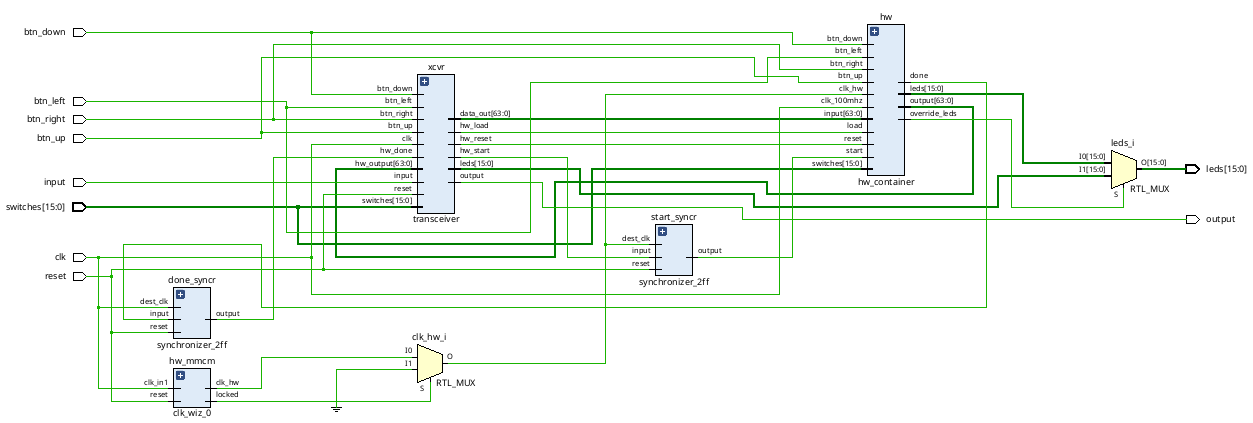 btn_down
btn_left
btn_right
btn_up
input
switches[15:0]
clk
reset
xcvr
btn_down
btn_left
btn_right
btn_up
clk
hw_done
hw_output[63:0]
input
reset
switches[15:0]
data_out[63:0]
hw_load
hw_reset
hw_start
leds[15:0]
output
transceiver
hw
btn_down
btn_left
btn_right
btn_up
clk_hw
clk_100mhz
input[63:0]
load
reset
start
switches[15:0]
done
leds[15:0]
output[63:0]
override_leds
hw_container
leds_i
I0[15:0]
I1[15:0]
S
O[15:0]
RTL_MUX
leds[15:0]
output
start_syncr
dest_clk
input
reset
output
synchronizer_2ff
done_syncr
dest_clk
input
reset
output
synchronizer_2ff
hw_mmcm
clk_in1
reset
clk_hw
locked
clk_wiz_0
clk_hw_i
I0
I1
S
O
RTL_MUX